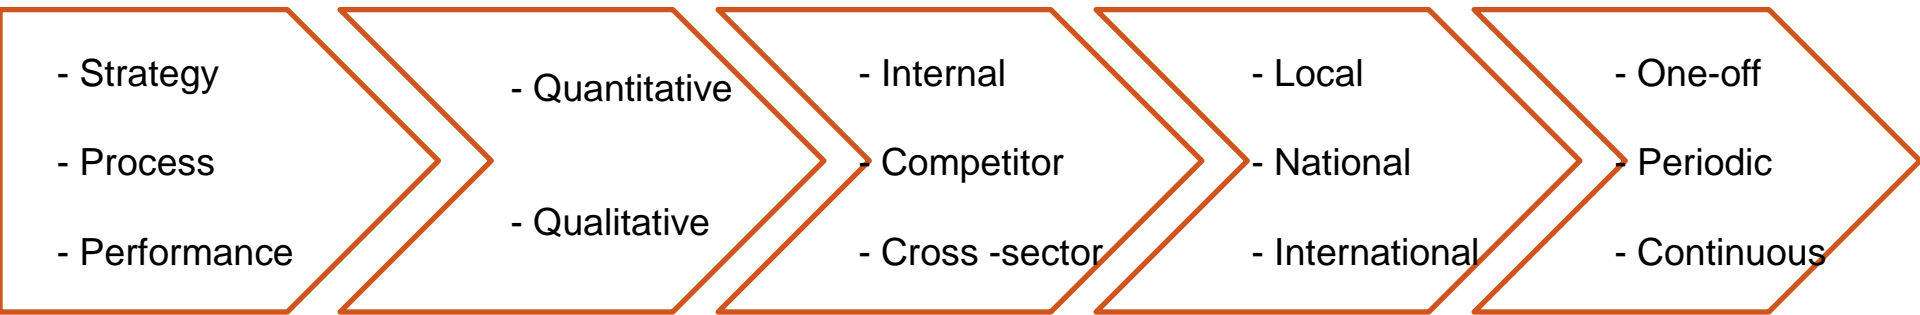 - Strategy
- Process
- Performance
- Quantitative
- Qualitative
- Internal
- Competitor
- Cross -sector
- Local
- National
- International
- One-off
- Periodic
- Continuous